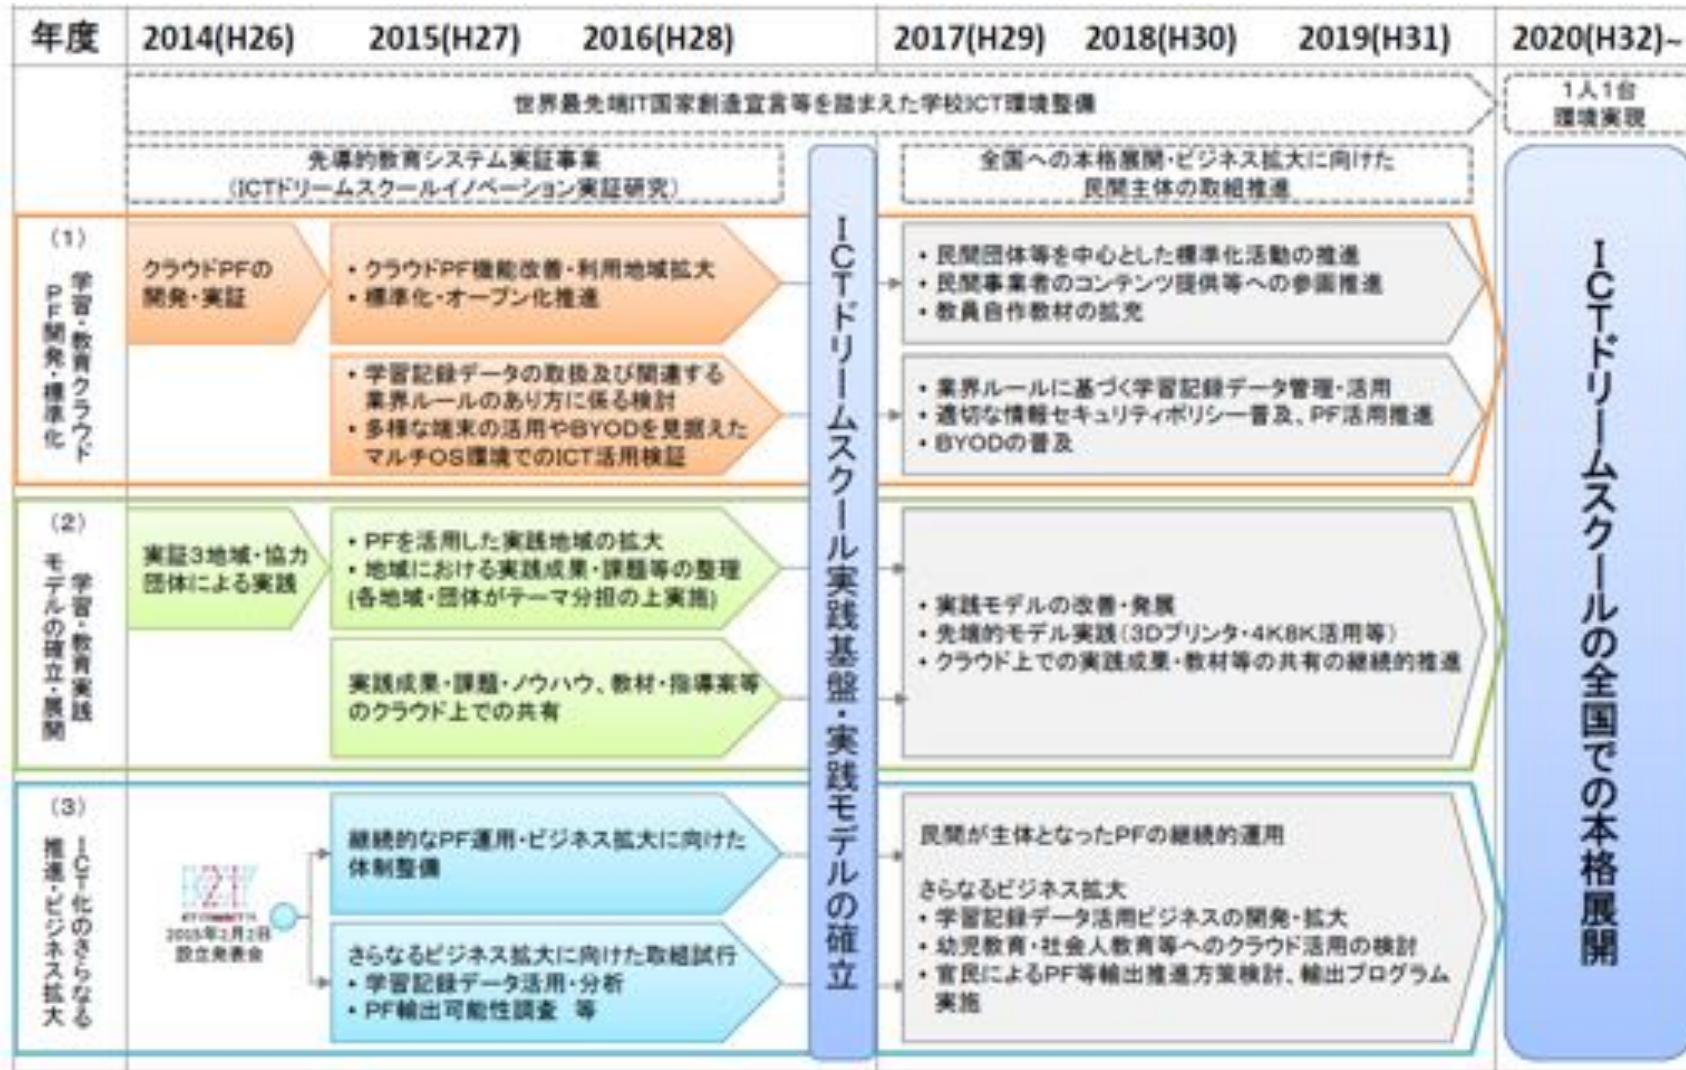 年度
2014(H26)
2015(H27)
2016(H28)
2017(H29)
2018(H30)
2019(H31)
2020(H32)~
世界最先端IT国家創造宣言等を踏まえた学校ICT環境整備
1人1台
環境実現
先導的教育システム実証事業
(ICTドリームスクールイノベーション実証研究)
全国への本格展開・ビジネス拡大に向けた
民間主体の取組推進
(1)
学習・教育クラウド
PF開発・標準化
クラウドPFの
開発・実証
・クラウドPF機能改善・利用地域拡大
・標準化・オープン化推進
・学習記録データの取扱及び関連する
業界ルールのあり方に係る検討
・多様な端末の活用やBYODを見据えた
マルチOS環境でのICT活用検証
・民間団体等を中心とした標準化活動の推進
・民間事業者のコンテンツ提供等への参画推進
・教員自作教材の拡充
・業界ルールに基づく学習記録データ管理・活用
・適切な情報セキュリティポリシー普及、PF活用推進
・BYODの普及
(2)
学習・教育実践
モデルの確立・展開
実証3地域・協力
団体による実践
・PFを活用した実践地域の拡大
・地域における実践成果・課題等の整理
(各地域・団体がテーマ分担の上実施)
実践成果・課題・ノウハウ、教材・指導案等
のクラウド上での共有
・実践モデルの改善・発展
・先端的モデル実践(3Dプリンタ・4K8K活用等)
・クラウド上での実践成果・教材等の共有の継続的推進
(3)
ICT化のさらなる
推進・ビジネス拡大
2015年2月2日
設立発表会
継続的なPF運用・ビジネス拡大に向けた
体制整備
さらなるビジネス拡大に向けた取組試行
・学習記録データ活用・分析
・PF輸出可能性調査 等
民間が主体となったPFの継続的運用
さらなるビジネス拡大
・学習記録データ活用ビジネスの開発・拡大
・幼児教育・社会人教育等へのクラウド活用の検討
・官民によるPF等輸出推進方策検討、輸出プログラム
実施
ICTドリームスクール実践基盤・実践モデルの確立
ICTドリームスクールの全国での本格展開